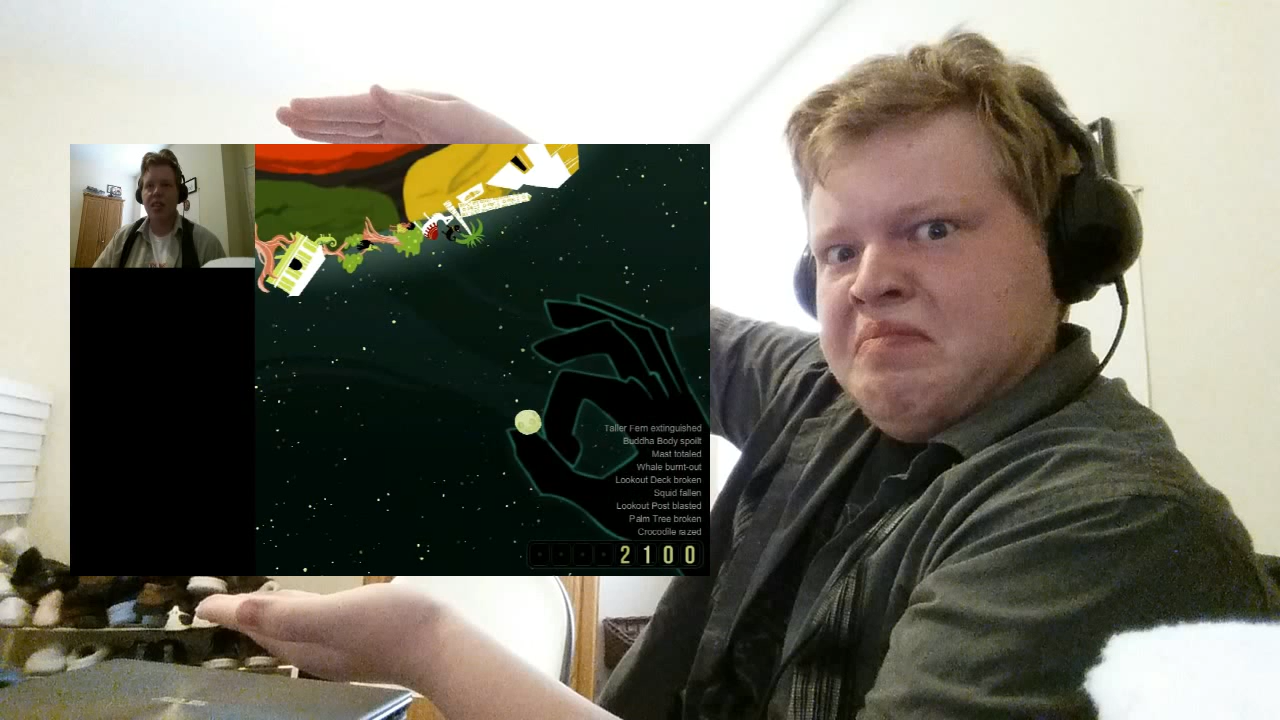 Taller Fern extinguished
Buddha Body spoilt
Mast totaled
Whale burnt-out
Lookout Deck broken
Squid fallen
Lookout Post blasted
Palm Tree broken
Crocodile razed
2100